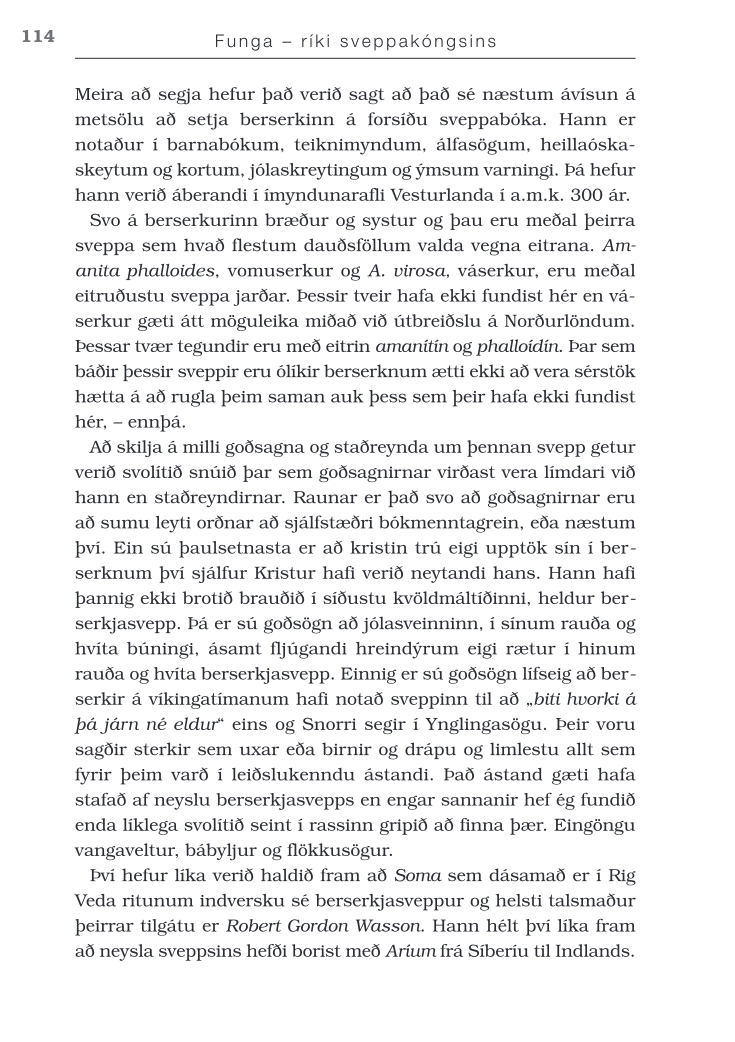 114
Funga – ríki sveppakóngsins
Meira að segja hefur það verið sagt að það sé næstum ávísun á
metsölu að setja berserkinn á forsíðu sveppabóka. Hann er
notaður í barnabókum, teiknimyndum, álfasögum, heillaóska-
skeytum og kortum, jólaskreytingum og ýmsum varningi. Þá hefur
hann verið áberandi í ímyndunarafli Vesturlanda í a.m.k. 300 ár.
Svo á berserkurinn bræður og systur og þau eru meðal þeirra
sveppa sem hvað flestum dauðsföllum valda vegna eitrana. Am-
anita phalloides, vomuserkur og A. virosa, váserkur, eru meðal
eitruðustu sveppa jarðar. Þessir tveir hafa ekki fundist hér en vá-
serkur gæti átt möguleika miðað við útbreiðslu á Norðurlöndum.
Þessar tvær tegundir eru með eitrin amanítín og phalloídín. Þar sem
báðir þessir sveppir eru ólíkir berserknum ætti ekki að vera sérstök
hætta á að rugla þeim saman auk þess sem þeir hafa ekki fundist
hér, – ennþá.
Að skilja á milli goðsagna og staðreynda um þennan svepp getur
verið svolítið snúið þar sem goðsagnirnar virðast vera límdari við
hann en staðreyndirnar. Raunar er það svo að goðsagnirnar eru
að sumu leyti orðnar að sjálfstæðri bókmenntagrein, eða næstum
því. Ein sú þaulsetnasta er að kristin trú eigi upptök sín í ber-
serknum því sjálfur Kristur hafi verið neytandi hans. Hann hafi
þannig ekki brotið brauðið í síðustu kvöldmáltíðinni, heldur ber-
serkjasvepp. Þá er sú goðsögn að jólasveinninn, í sínum rauða og
hvíta búningi, ásamt fljúgandi hreindýrum eigi rætur í hinum
rauða og hvíta berserkjasvepp. Einnig er sú goðsögn lífseig að ber-
serkir á víkingatímanum hafi notað sveppinn til að „biti hvorki á
þá járn né eldur“ eins og Snorri segir í Ynglingasögu. Þeir voru
sagðir sterkir sem uxar eða birnir og drápu og limlestu allt sem
fyrir þeim varð í leiðslukenndu ástandi. Það ástand gæti hafa
stafað af neyslu berserkjasvepps en engar sannanir hef ég fundið
enda líklega svolítið seint í rassinn gripið að finna þær. Eingöngu
vangaveltur, bábyljur og flökkusögur.
Því hefur líka verið haldið fram að Soma sem dásamað er í Rig
Veda ritunum indversku sé berserkjasveppur og helsti talsmaður
þeirrar tilgátu er Robert Gordon Wasson. Hann hélt því líka fram
að neysla sveppsins hefði borist með Aríum frá Síberíu til Indlands.